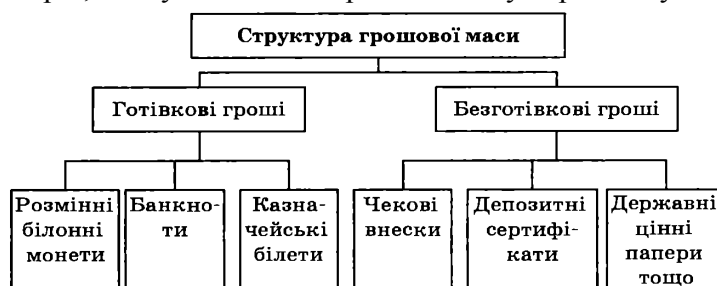 Структура грошової маси
Готівкові гроші
Безготівкові гроші
Розмінні
білонні
монети
Банкно-
ти
Казна-
чейські
білети
Чекові
внески
Депозитні
сертифі-
кати
Державні
цінні
папери
тощо